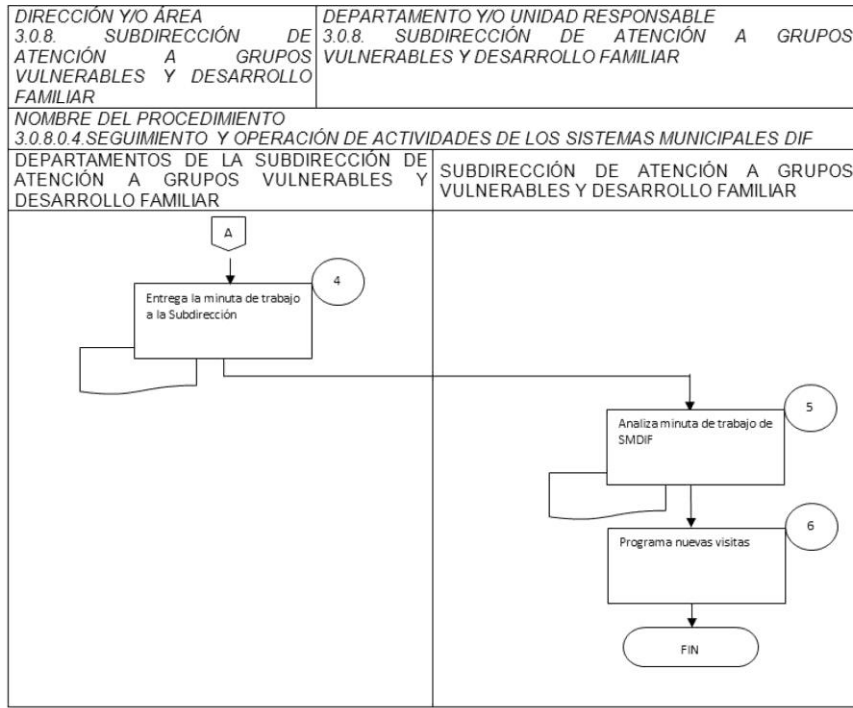 DIRECCIÓN Y/O ÁREA
3.0.8. SUBDIRECCIÓN DE
ATENCIÓN A GRUPOS
VULNERABLES Y DESARROLLO
FAMILIAR
DEPARTAMENTO Y/O UNIDAD RESPONSABLE
3.0.8. SUBDIRECCIÓN DE ATENCIÓN A GRUPOS
VULNERABLES Y DESARROLLO FAMILIAR
NOMBRE DEL PROCEDIMIENTO
3.0.8.0.4.SEGUIMIENTO Y OPERACIÓN DE ACTIVIDADES DE LOS SISTEMAS MUNICIPALES DIF
DEPARTAMENTOS DE LA SUBDIRECCIÓN DE
ATENCIÓN A GRUPOS VULNERABLES Y
DESARROLLO FAMILIAR
SUBDIRECCIÓN DE ATENCIÓN A GRUPOS
VULNERABLES Y DESARROLLO FAMILIAR
A
4
Entrega la minuta de trabajo
a la Subdirección
5
Analiza minuta de trabajo de
SMDIF
6
Programa nuevas visitas
FIN